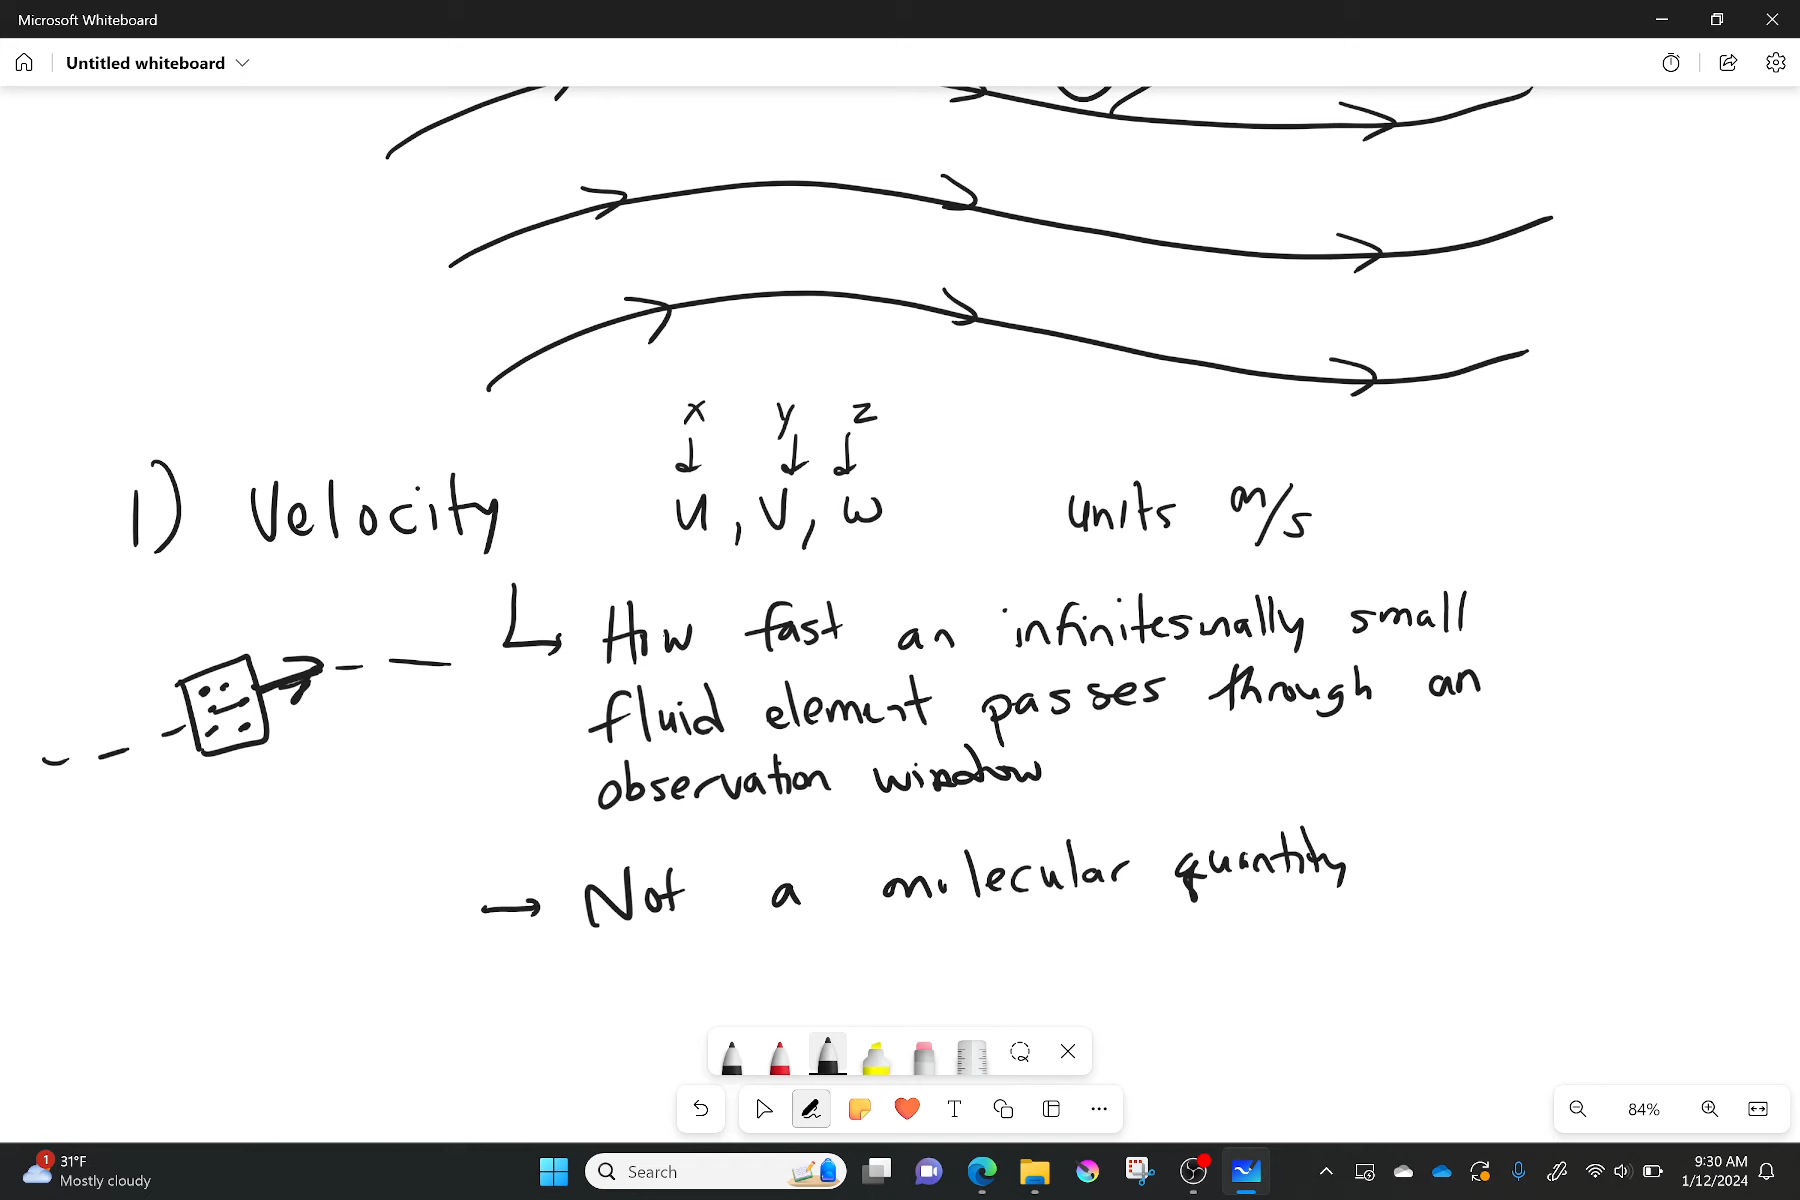 Microsoft Whiteboard
Untitled whiteboard
x y z
1) Velocity u, v, w units m/s
How fast an infinitesmally small
fluid element passes through an
observation window
Not a molecular quantity
T
84%
1
31°F
Mostly cloudy
Search
9:30 AM
1/12/2024